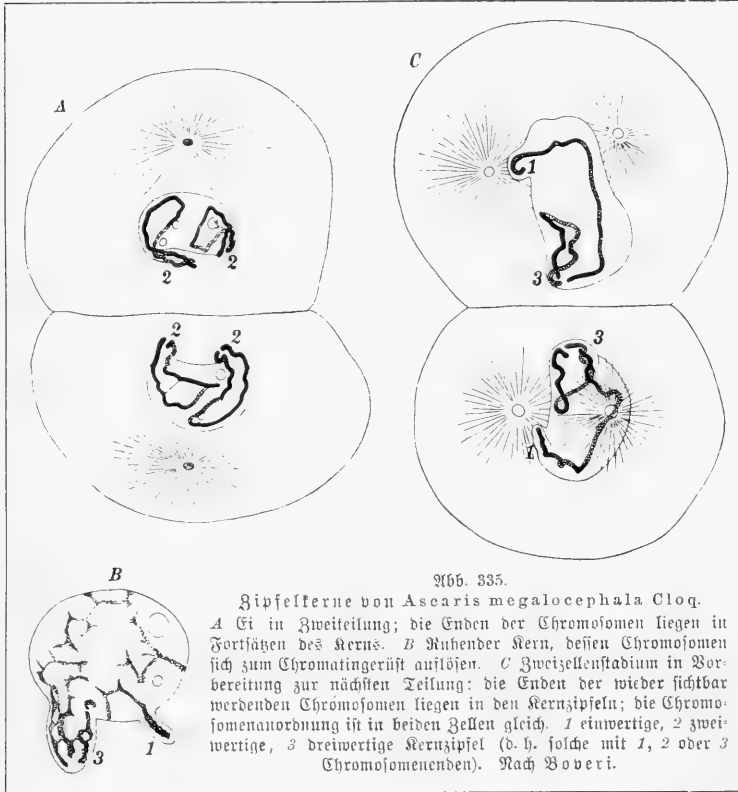 A
C
1
2
2
3
2
2
3
1
B
3
1
Abb. 335.
Zipfelkerne von Ascaris megalocephala Cloq.
A Ei in Zweiteilung; die Enden der Chromosomen liegen in
Fortsätzen des Kerns. B Ruhender Kern, dessen Chromosomen
sich zum Chromatingerüst auflösen. C Zweizellenstadium in Vor-
bereitung zur nächsten Teilung: die Enden der wieder sichtbar
werdenden Chromosomen liegen in den Kernzipfeln; die Chromo-
somenanordnung ist in beiden Zellen gleich. 1 einwertige, 2 zwei-
wertige, 3 dreiwertige Kernzipfel (d. h. solche mit 1, 2 oder 3
Chromosomenenden). Nach Boveri.